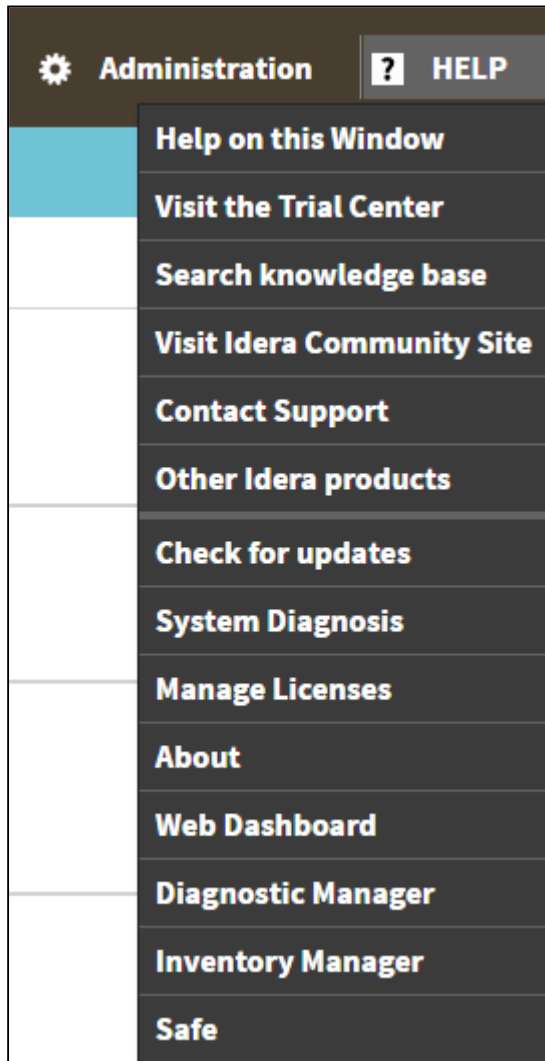 Administration ? HELP
Help on this Window
Visit the Trial Center
Search knowledge base
Visit Idera Community Site
Contact Support
Other Idera products
Check for updates
System Diagnosis
Manage Licenses
About
Web Dashboard
Diagnostic Manager
Inventory Manager
Safe